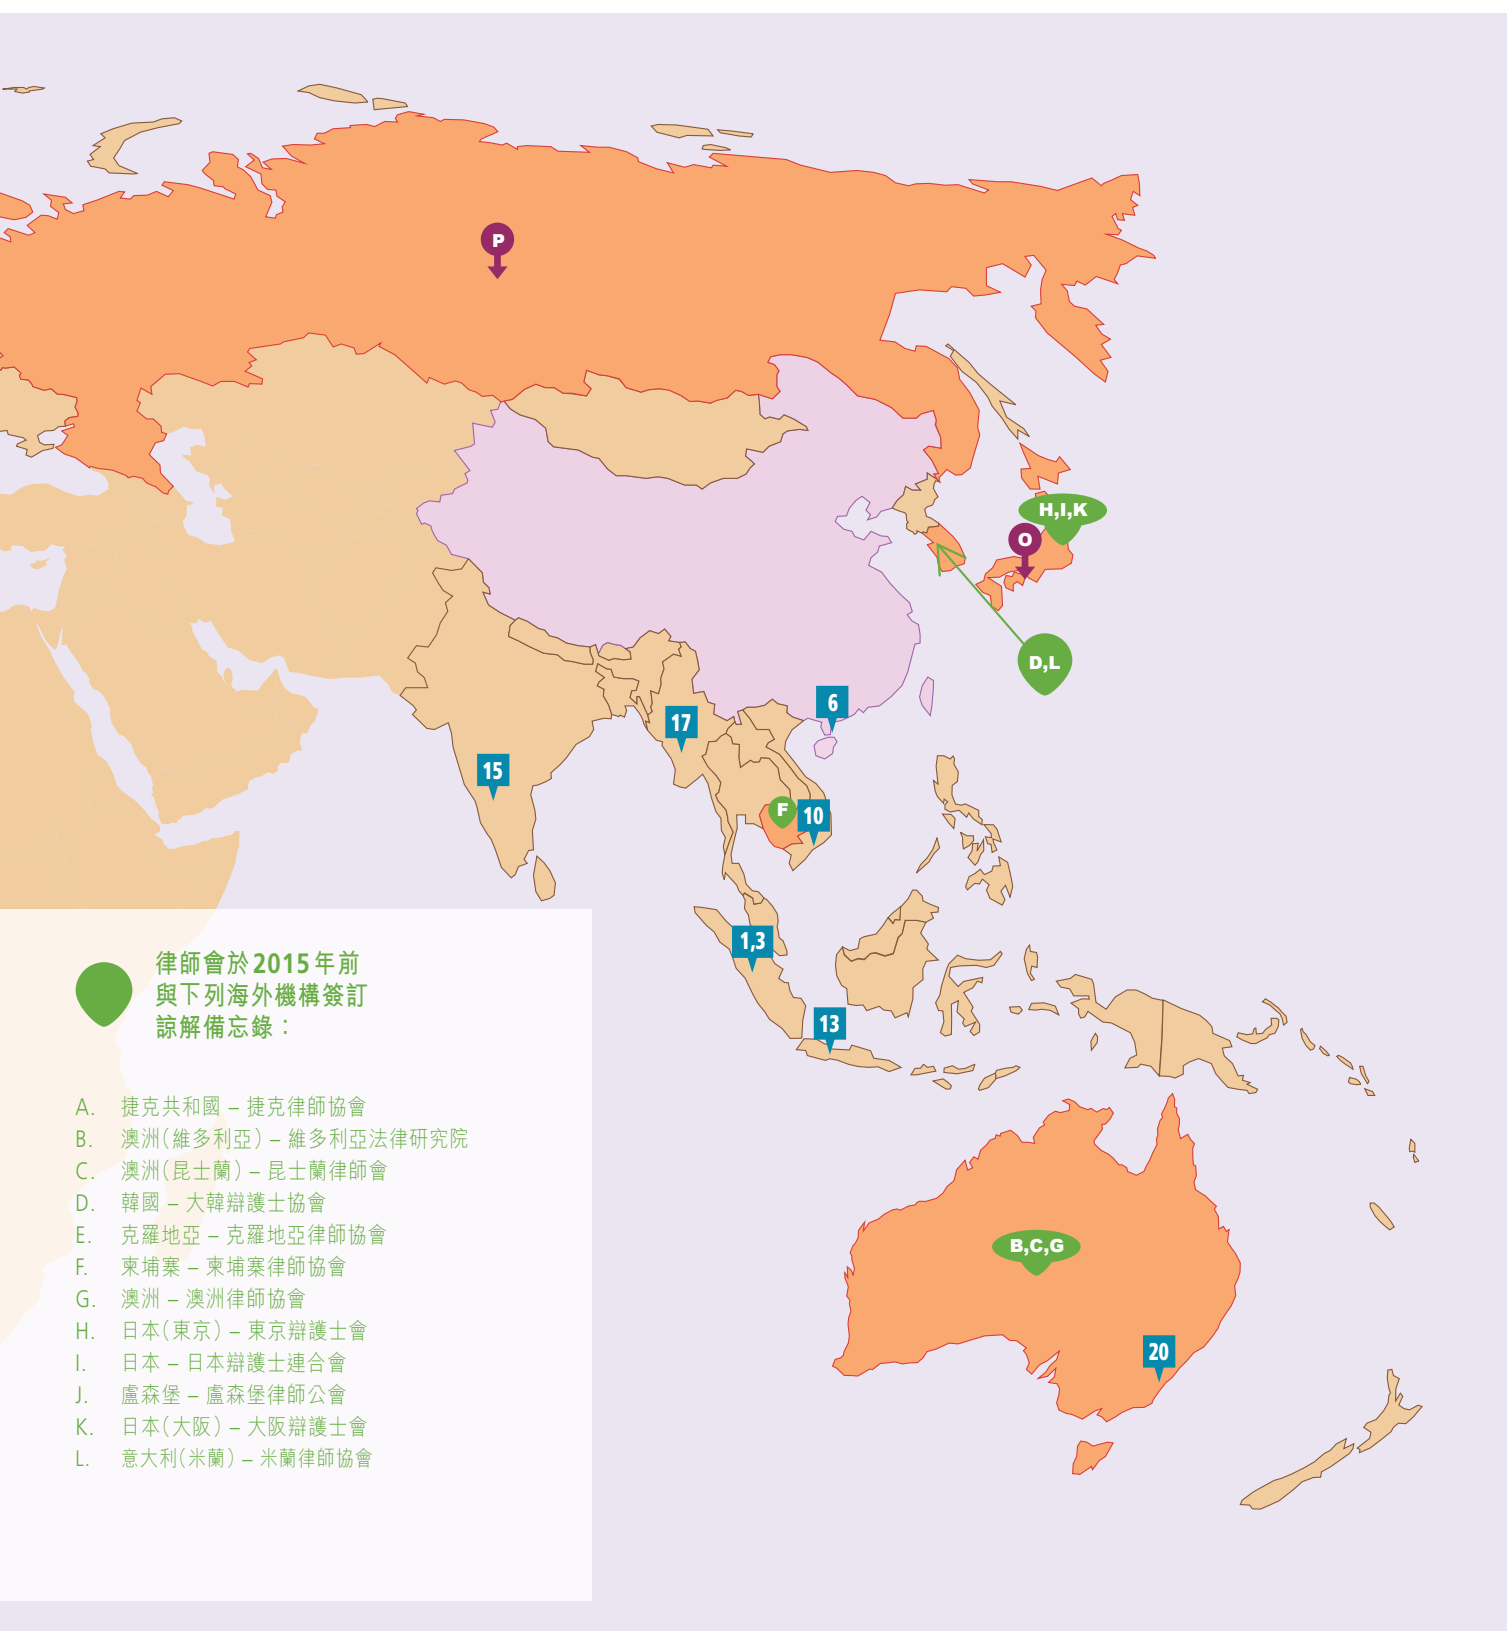 P
H,I,K
O
D,L
6
17
15
F
10
1,3
13
B,C,G
20
律師會於2015年前
與下列海外機構簽訂
諒解備忘錄：
A. 捷克共和國 – 捷克律師協會
B. 澳洲（維多利亞）– 維多利亞法律研究院
C. 澳洲（昆士蘭）– 昆士蘭律師會
D. 韓國 – 大韓辯護士協會
E. 克羅地亞 – 克羅地亞律師協會
F. 柬埔寨 – 柬埔寨律師協會
G. 澳洲 – 澳洲律師協會
H. 日本（東京）– 東京辯護士會
I. 日本 – 日本辯護士連合會
J. 盧森堡 – 盧森堡律師公會
K. 日本（大阪）– 大阪辯護士會
L. 意大利（米蘭）– 米蘭律師協會